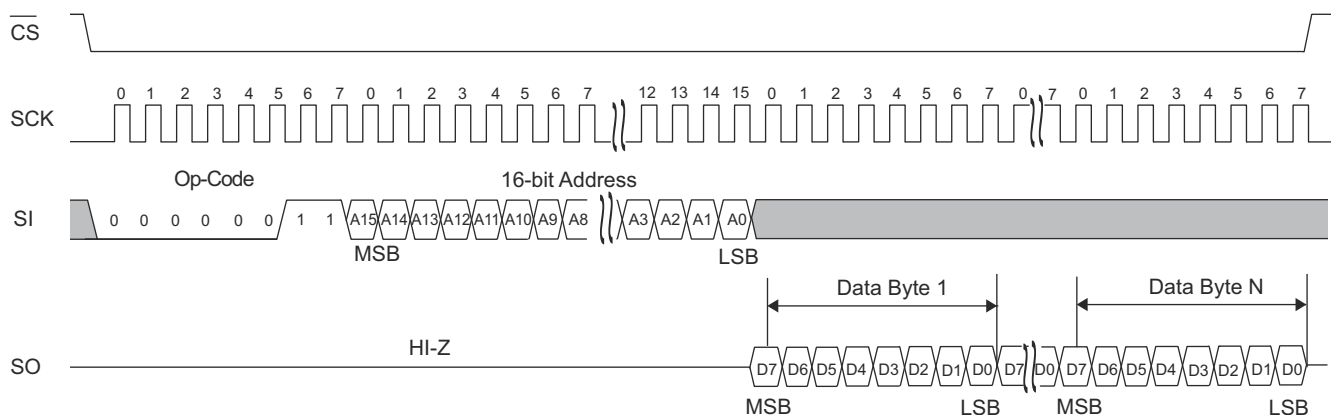 CS
0 1 2 3 4 5 6 7 0 1 2 3 4 5 6 7 12 13 14 15 0 1 2 3 4 5 6 7 0 7 0 1 2 3 4 5 6 7
SCK
Op-Code 16-bit Address
SI 0 0 0 0 0 0 1 1 A15 A14 A13 A12 A11 A10 A9 A8 A3 A2 A1 A0
MSB LSB
Data Byte 1 Data Byte N
HI-Z
SO D7 D6 D5 D4 D3 D2 D1 D0 D7 D0 D7 D6 D5 D4 D3 D2 D1 D0
MSB LSB MSB LSB